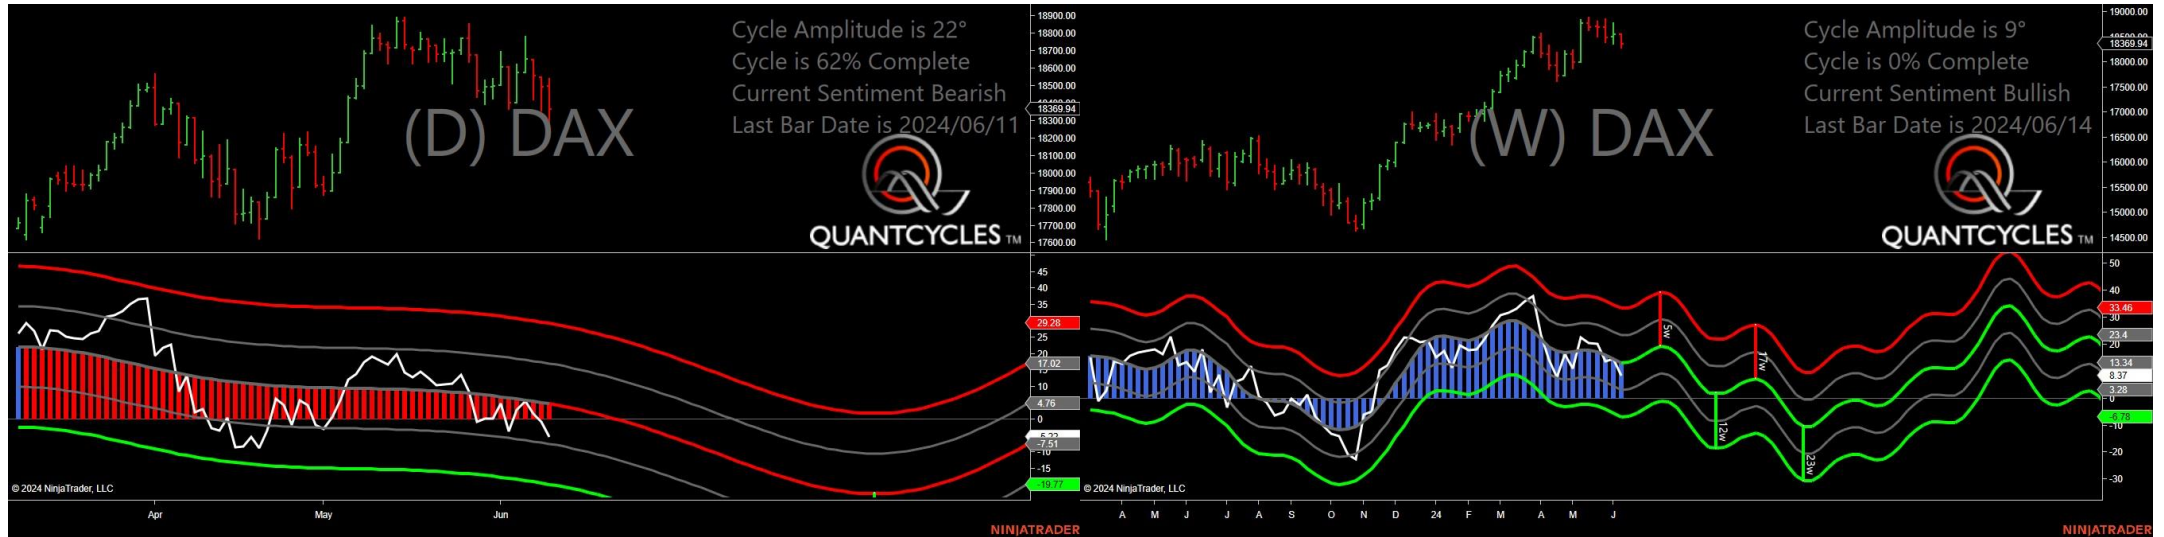 Cycle Amplitude is 22°
Cycle is 62% Complete
Current Sentiment Bearish
Last Bar Date is 2024/06/11
(D) DAX
QUANTCYCLES TM
18900.00
18800.00
18700.00
18600.00
18500.00
18369.94
18300.00
18200.00
18100.00
18000.00
17900.00
17800.00
17700.00
17600.00
45
40
35
29.28
25
20
17.02
10
4.76
0
-7.51
-10
-15
-19.77
© 2024 NinjaTrader, LLC
Apr May Jun
NINJATRADER
Cycle Amplitude is 9°
Cycle is 0% Complete
Current Sentiment Bullish
Last Bar Date is 2024/06/14
(W) DAX
QUANTCYCLES TM
19000.00
18369.94
18000.00
17500.00
17000.00
16500.00
16000.00
15500.00
15000.00
14500.00
50
40
33.46
30
23.4
20
13.34
8.37
3.28
0
-6.78
-10
-20
-30
5w
17w
12w
23w
© 2024 NinjaTrader, LLC
A M J J A S O N D 24 F M A M J
NINJATRADER